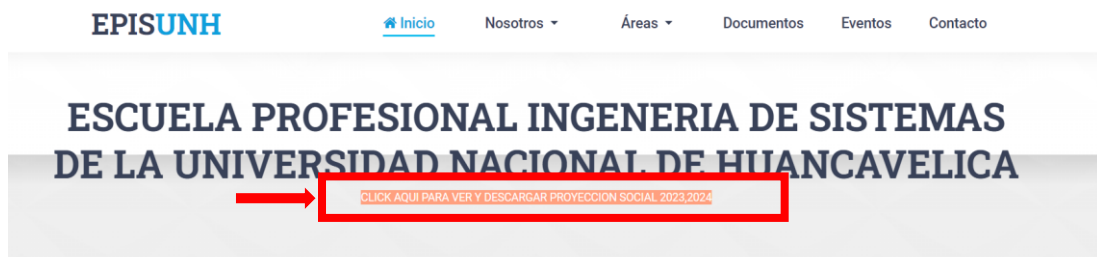 EPISUNH Inicio Nosotros Áreas Documentos Eventos Contacto
ESCUELA PROFESIONAL INGENERIA DE SISTEMAS
DE LA UNIVERSIDAD NACIONAL DE HUANCAVELICA
CLICK AQUI PARA VER Y DESCARGAR PROYECCION SOCIAL 2023,2024